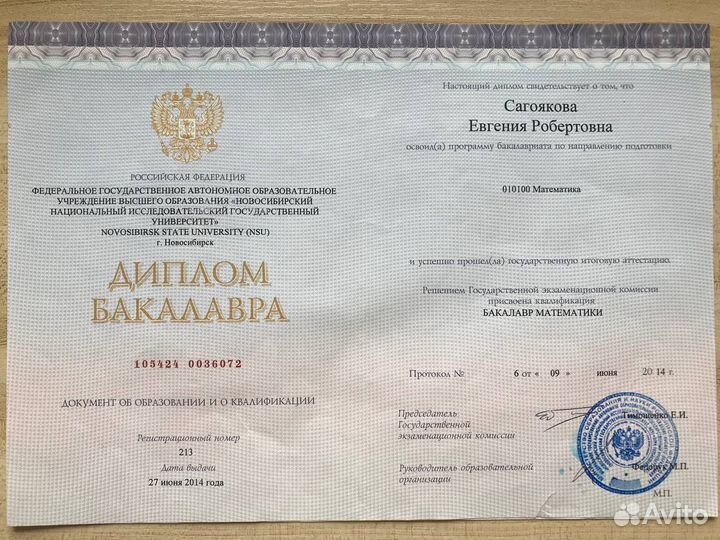 РОССИЙСКАЯ ФЕДЕРАЦИЯ
ФЕДЕРАЛЬНОЕ ГОСУДАРСТВЕННОЕ АВТОНОМНОЕ ОБРАЗОВАТЕЛЬНОЕ
УЧРЕЖДЕНИЕ ВЫСШЕГО ОБРАЗОВАНИЯ «НОВОСИБИРСКИЙ
НАЦИОНАЛЬНЫЙ ИССЛЕДОВАТЕЛЬСКИЙ ГОСУДАРСТВЕННЫЙ
УНИВЕРСИТЕТ»
NOVOSIBIRSK STATE UNIVERSITY (NSU)
г. Новосибирск
ДИПЛОМ
БАКАЛАВРА
105424 0036072
ДОКУМЕНТ ОБ ОБРАЗОВАНИИ И О КВАЛИФИКАЦИИ
Регистрационный номер
213
Дата выдачи
27 июня 2014 года
Настоящий диплом свидетельствует о том, что
Сагоякова
Евгения Робертовна
освоил(а) программу бакалавриата по направлению подготовки
010100 Математика
и успешно прошел(ла) государственную итоговую аттестацию
Решением Государственной экзаменационной комиссии
присвоена квалификация
БАКАЛАВР МАТЕМАТИКИ
Протокол № 6 от « 09 » июня 2014 г.
Председатель
Государственной
экзаменационной комиссии
Тимошенко Е.И.
Руководитель образовательной
организации
Федорук М.П.
М.П.
Avito